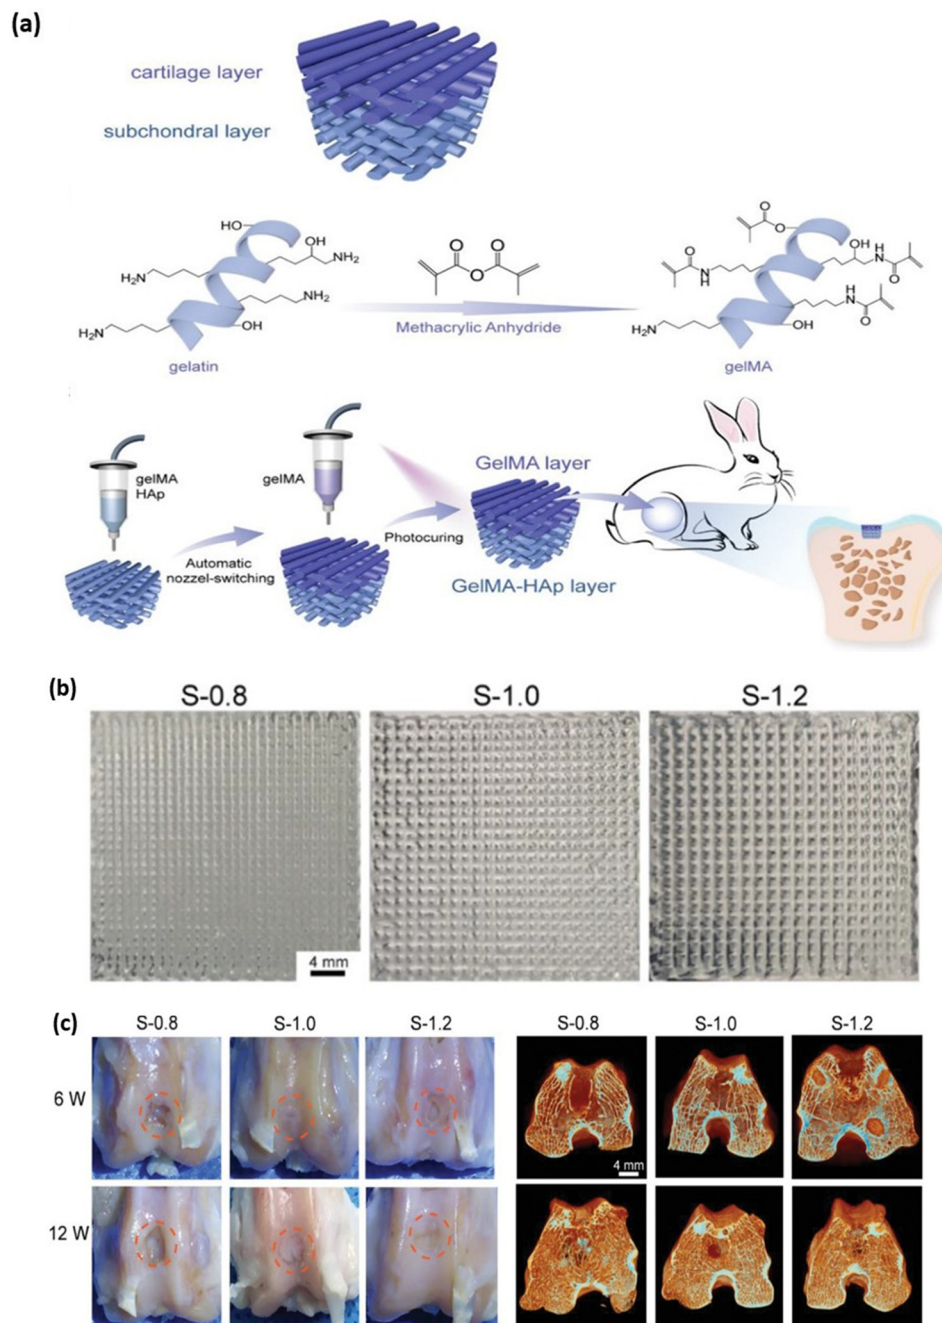 (a)
cartilage layer
subchondral layer
HO
OH
NH₂
H₂N
NH₂
H₂N
OH
gelatin
O O
O
Methacrylic Anhydride
O
O
OH
H
N
O
N
H
O
H
N
O
H₂N
OH
gelMA
gelMA
HAp
Automatic
nozzel-switching
gelMA
Photocuring
GelMA layer
GelMA-HAp layer
(b)
S-0.8 S-1.0 S-1.2
4 mm
(c)
S-0.8 S-1.0 S-1.2 S-0.8 S-1.0 S-1.2
6 W
4 mm
12 W